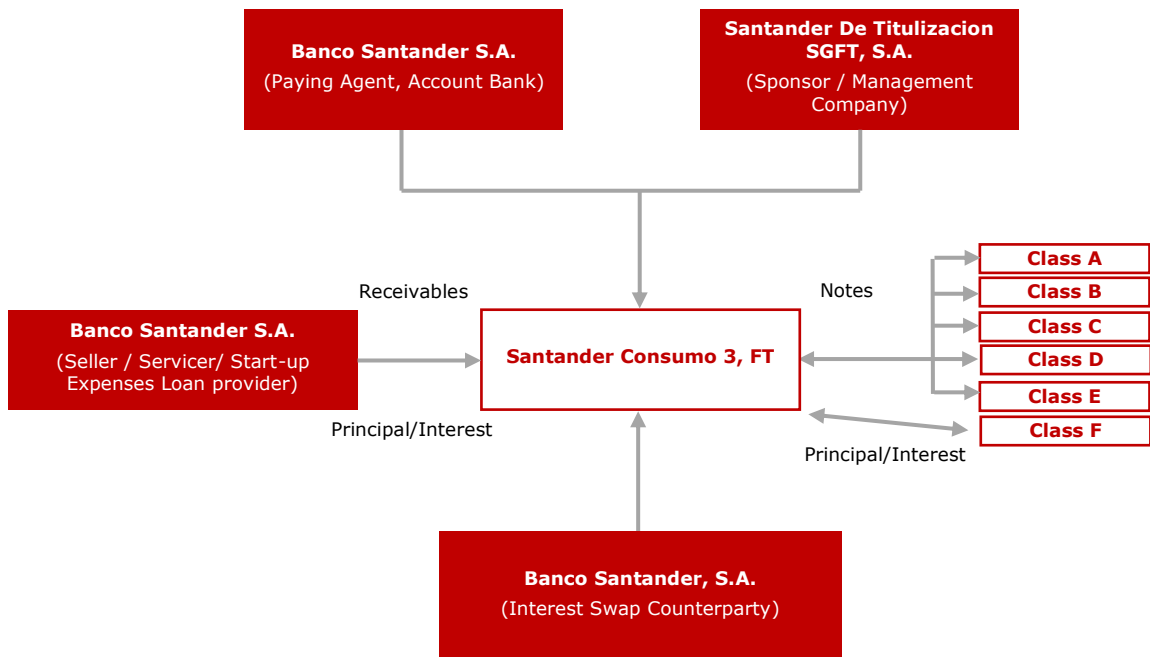 Banco Santander S.A.
(Paying Agent, Account Bank)
Santander De Titulizacion
SGFT, S.A.
(Sponsor / Management
Company)
Receivables
Notes
Banco Santander S.A.
(Seller / Servicer/ Start-up
Expenses Loan provider)
Santander Consumo 3, FT
Class A
Class B
Class C
Class D
Class E
Class F
Principal/Interest
Principal/Interest
Banco Santander, S.A.
(Interest Swap Counterparty)